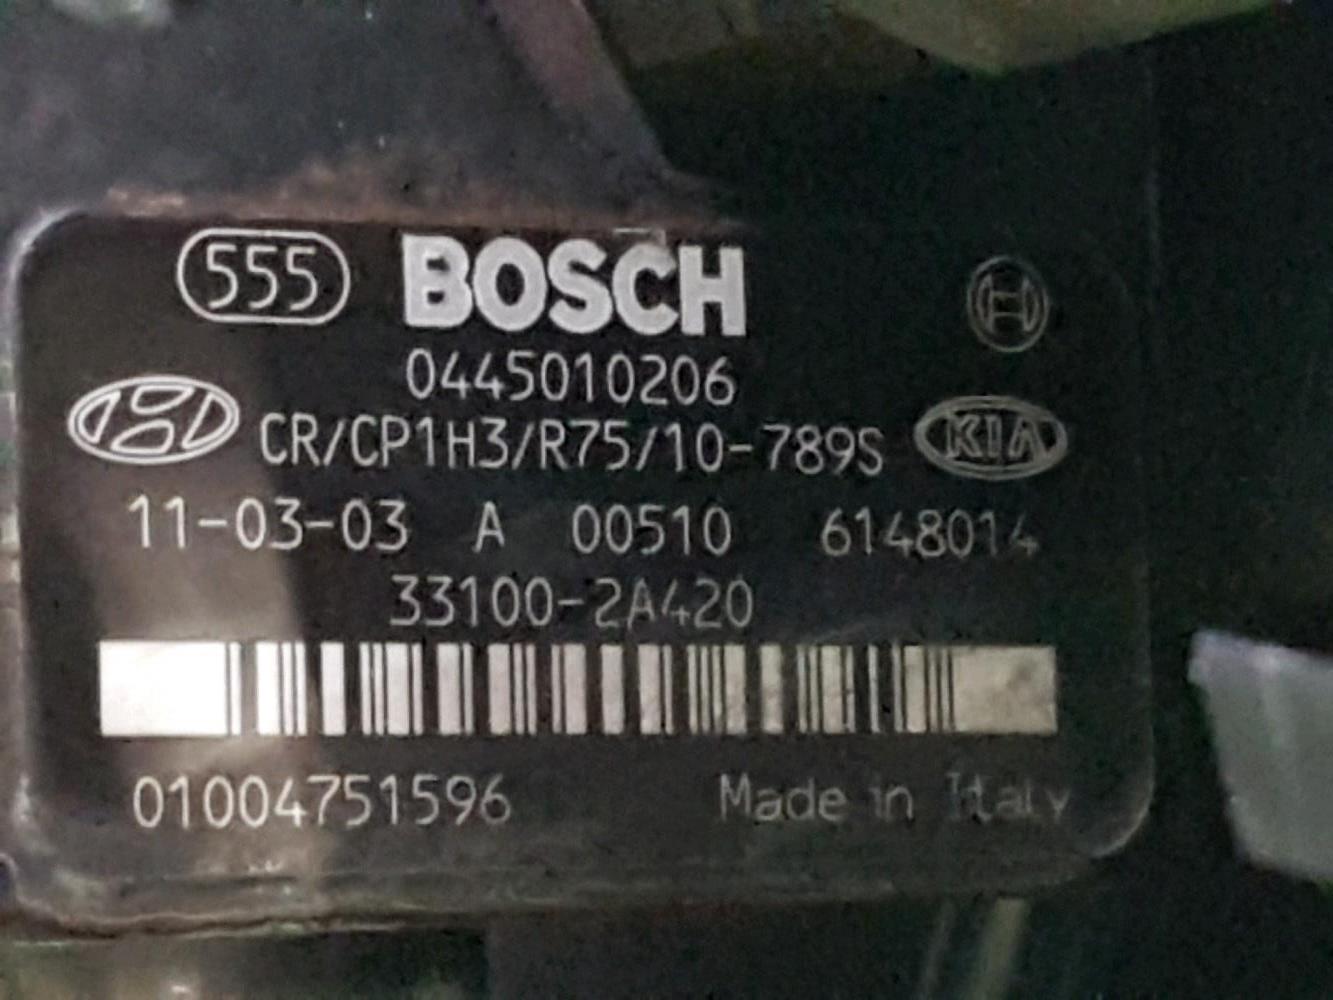 555 BOSCH
0445010206
CR/CP1H3/R75/10-789S KIA
11-03-03 A 00510 6148014
33100-2A420
01004751596 Made in Italy